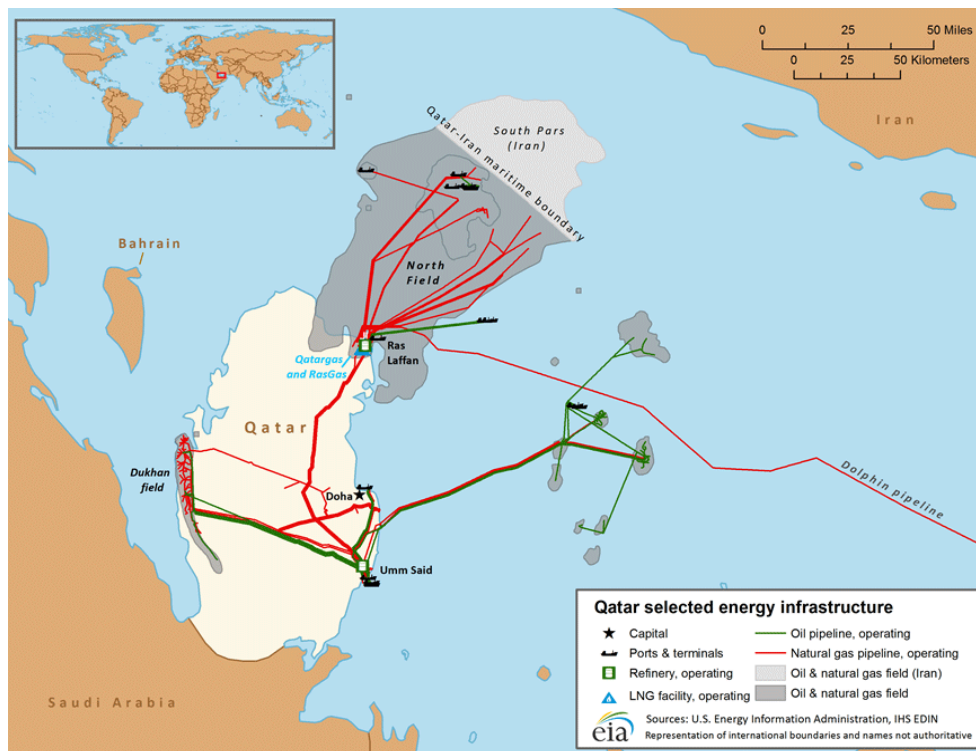 0 25 50 Miles
0 25 50 Kilometers
Iran
South Pars
(Iran)
Qatar-Iran maritime boundary
Bahrain
North
Field
Ras
Laffan
Qatargas
and RasGas
Qatar
Dukhan
field
Doha
Dolphin pipeline
Umm Said
Saudi Arabia
Qatar selected energy infrastructure
Capital
Ports & terminals
Refinery, operating
LNG facility, operating
Oil pipeline, operating
Natural gas pipeline, operating
Oil & natural gas field (Iran)
Oil & natural gas field
eia
Sources: U.S. Energy Information Administration, IHS EDIN
Representation of international boundaries and names not authoritative